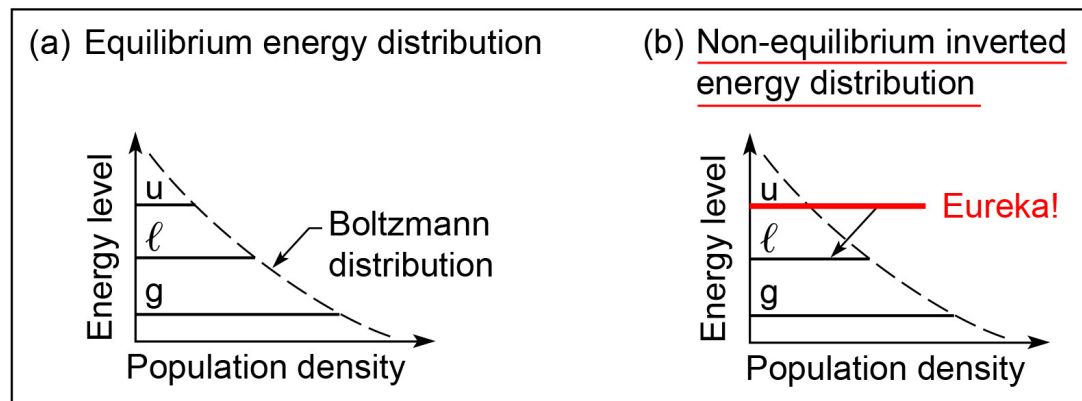 (a) Equilibrium energy distribution
Energy level
u
ℓ
g
Boltzmann
distribution
Population density
(b) Non-equilibrium inverted
energy distribution
Energy level
u
ℓ
g
Eureka!
Population density